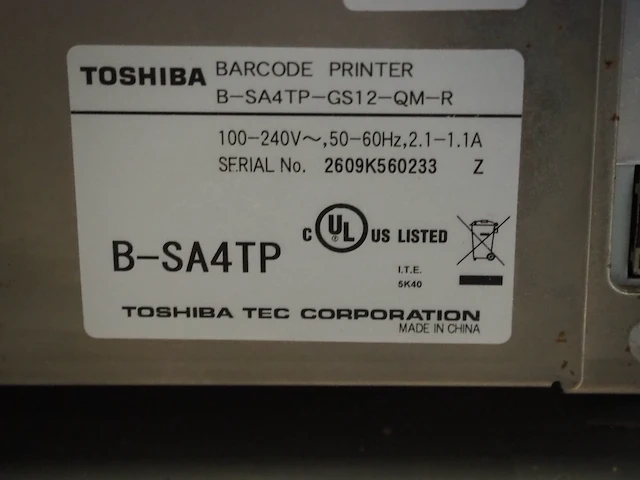 TOSHIBA BARCODE PRINTER
B-SA4TP-GS12-QM-R
100-240V～,50-60Hz,2.1-1.1A
SERIAL No. 2609K560233 Z
C UL US LISTED
B-SA4TP
I.T.E.
5K40
TOSHIBA TEC CORPORATION
MADE IN CHINA